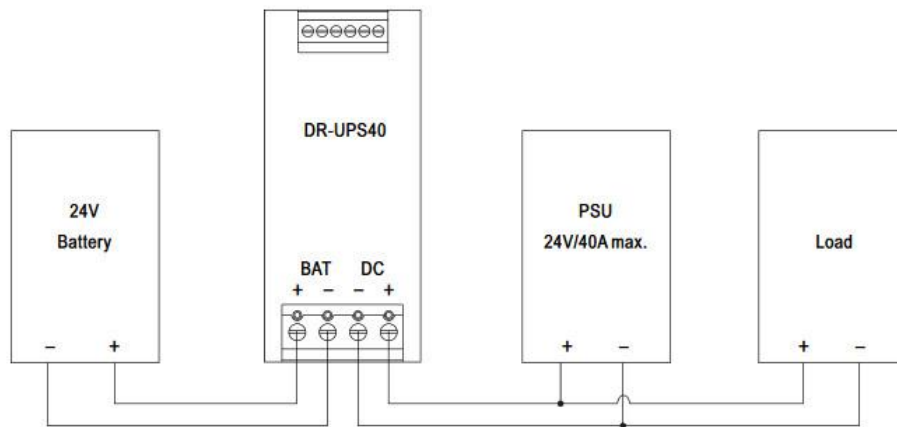 DR-UPS40
24V
Battery
PSU
24V/40A max.
Load
BAT DC
+ − − +
− +
+ −
+ −